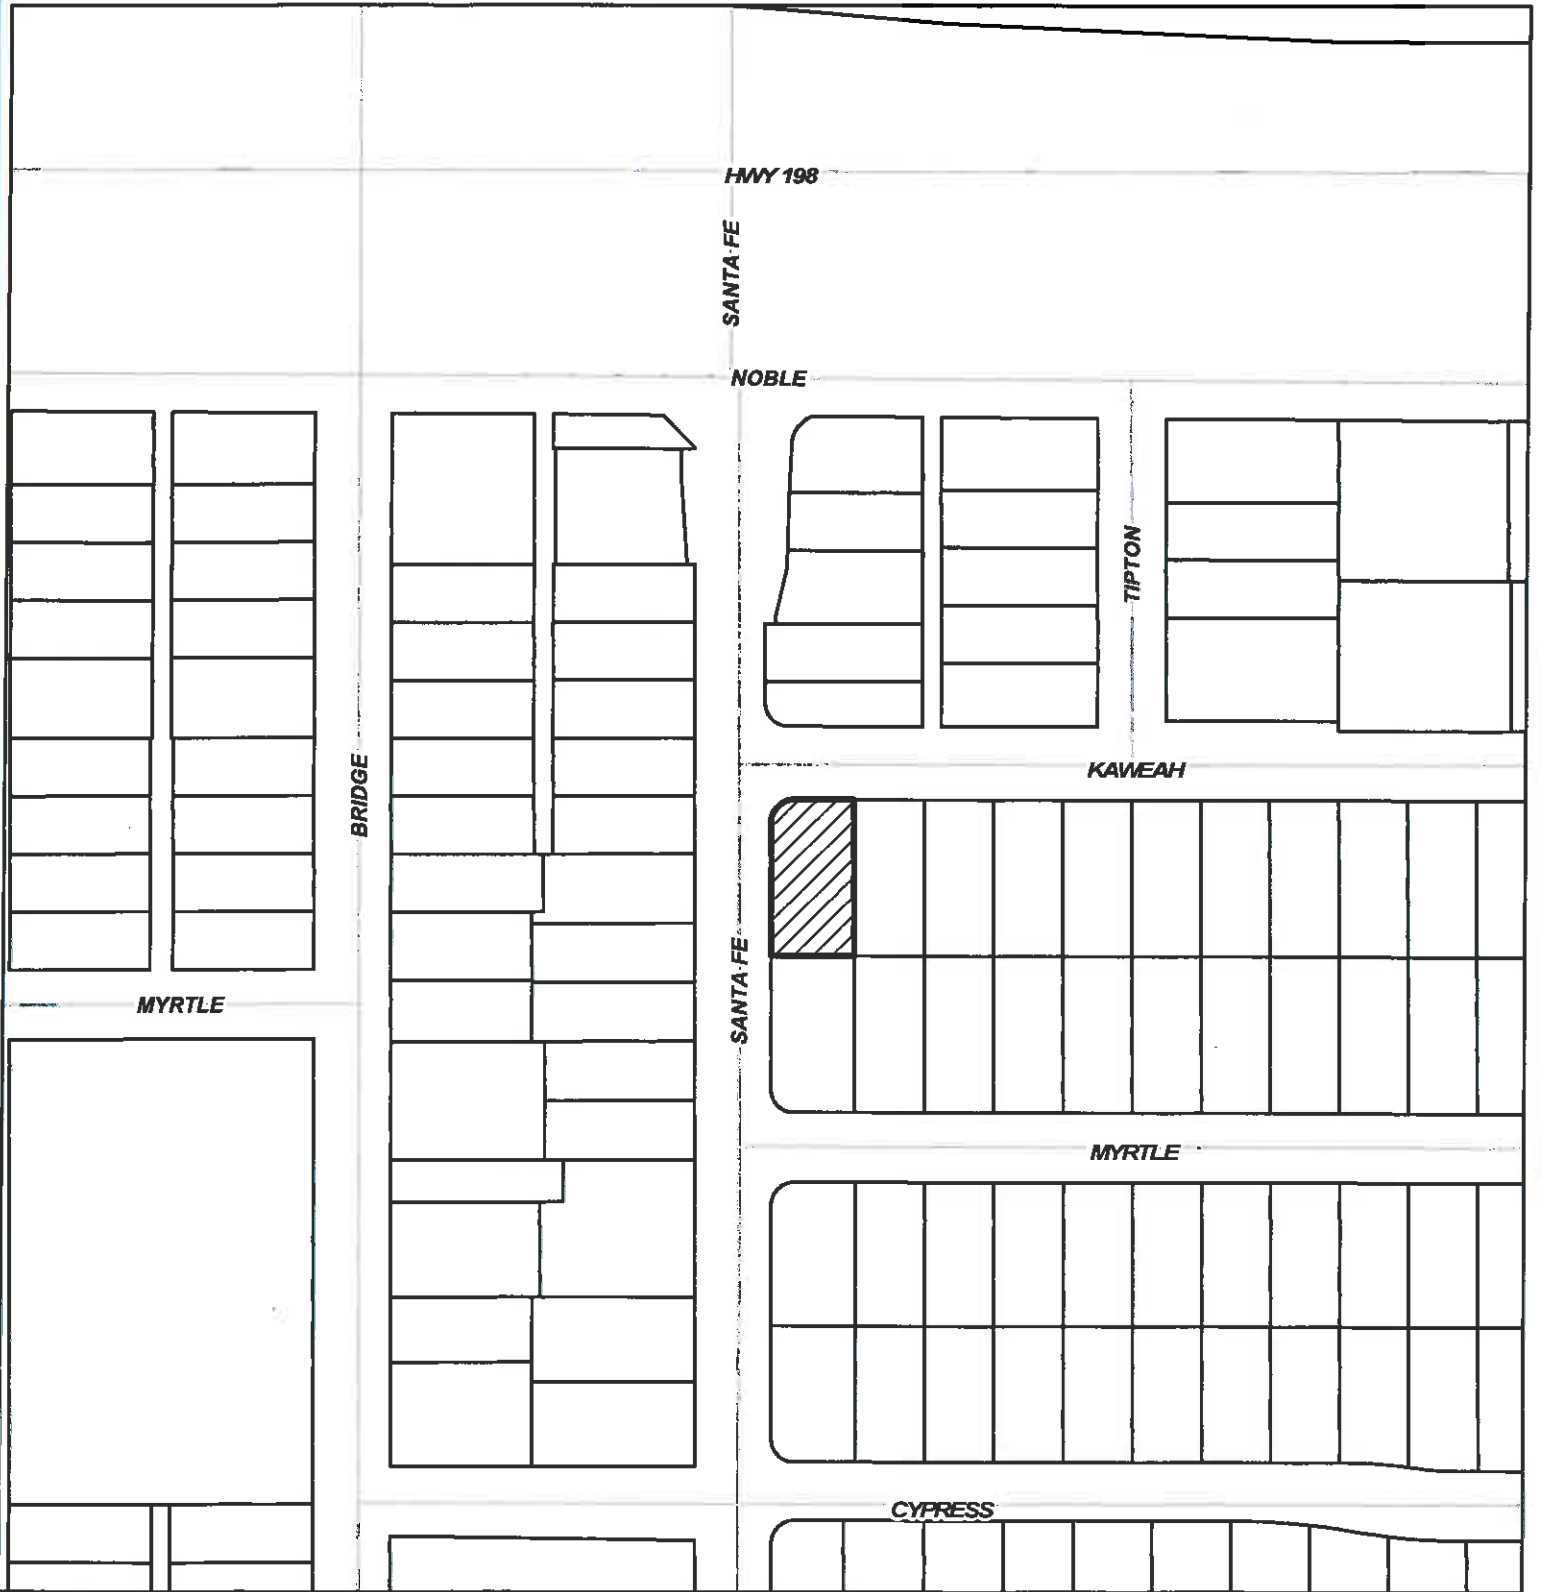 HWY 198
SANTA FE
NOBLE
TIPTON
KAWEAH
BRIDGE
SANTA FE
MYRTLE
MYRTLE
CYPRESS